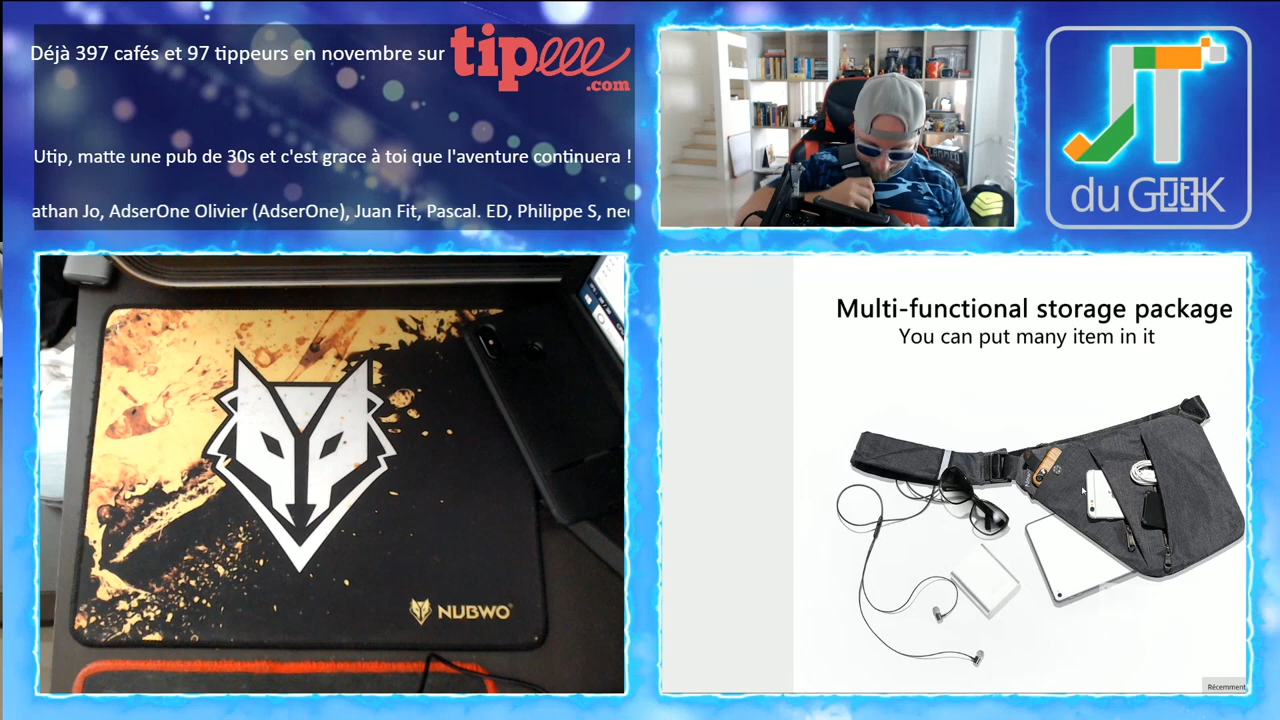 Déjà 397 cafés et 97 tippeurs en novembre sur tipeee
.com
Utip, matte une pub de 30s et c'est grace à toi que l'aventure continuera !
athan Jo, AdserOne Olivier (AdserOne), Juan Fit, Pascal. ED, Philippe S, nec
JT
du GEEK
NUBWO
Multi-functional storage package
You can put many item in it
Récemment